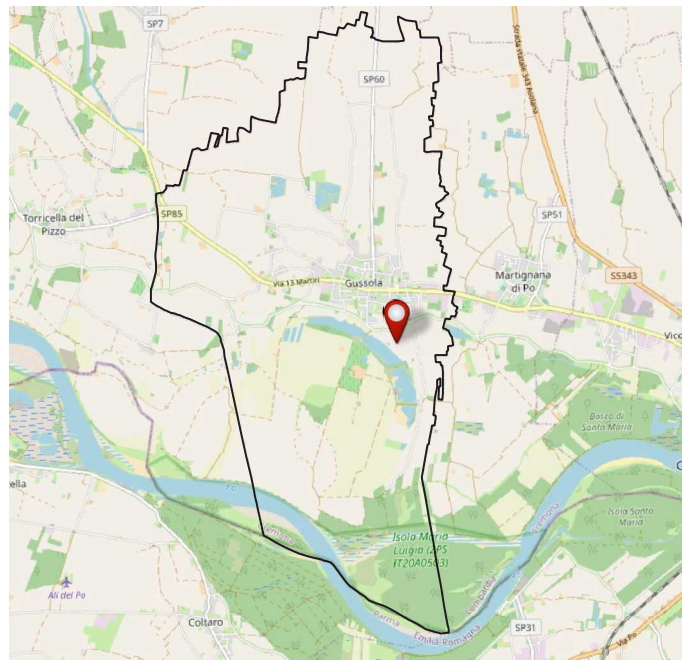 SP7
SP60
Strada statale 343 Asolana
Torricella del
Pizzo
SP85
SP51
Via 13 Martiri
Gussola
Martignana
di Po
SS343
Bosco di
Santa Maria
Po
Cremona
Isola Maria
Luigia (ZPS
IT20A0503)
Isola Santa
Maria
Cremona
Ali del Po
Coltaro
Parma
Emilia-Romagna
Lombardia
Po
SP31
Via Po